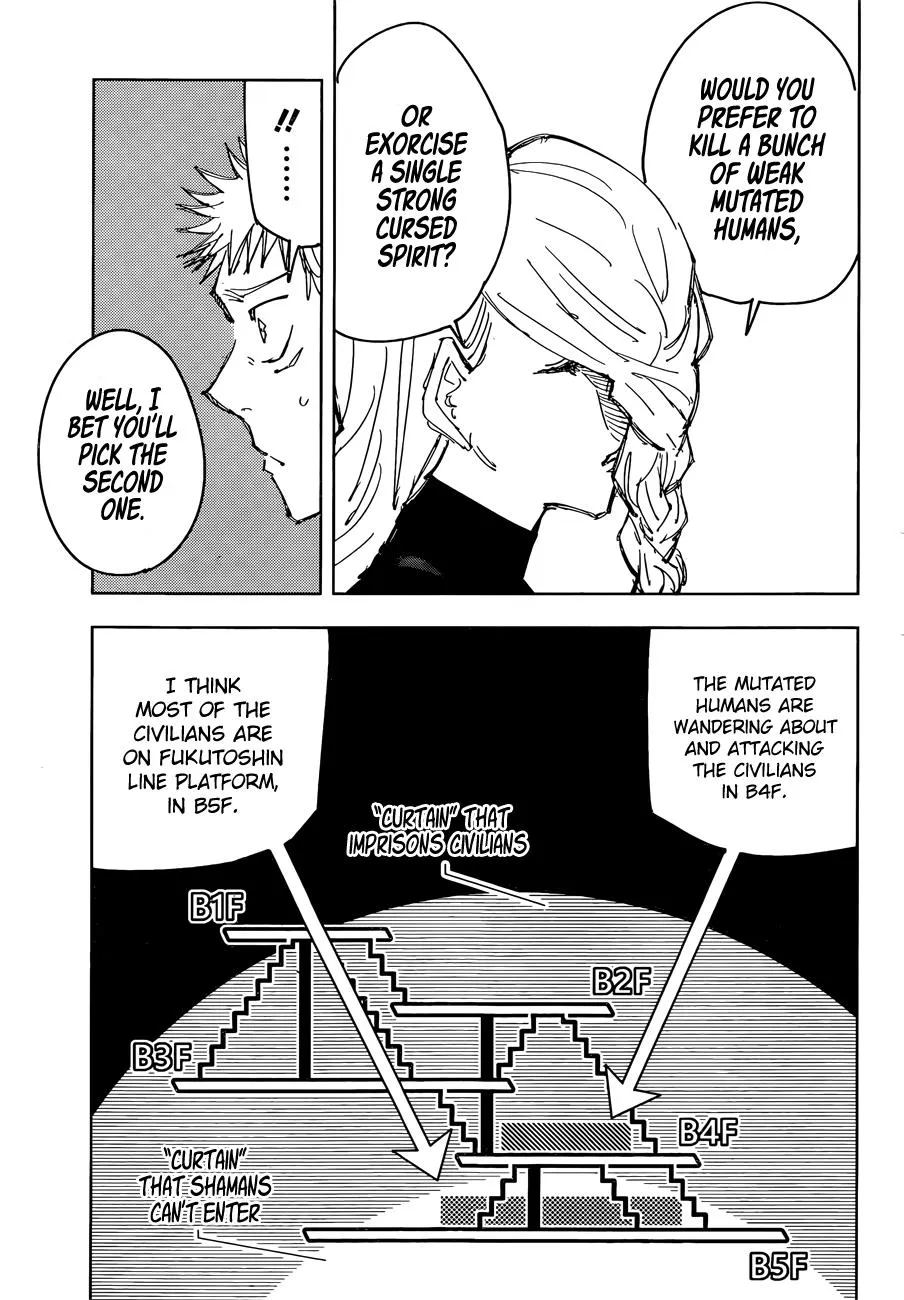 WOULD YOU
PREFER TO
KILL A BUNCH
OF WEAK
MUTATED
HUMANS,
OR
EXORCISE
A SINGLE
STRONG
CURSED
SPIRIT?
!!
......
WELL, I
BET YOU'LL
PICK THE
SECOND
ONE.
THE MUTATED
HUMANS ARE
WANDERING ABOUT
AND ATTACKING
THE CIVILIANS
IN B4F.
I THINK
MOST OF THE
CIVILIANS ARE
ON FUKUTOSHIN
LINE PLATFORM,
IN B5F.
"CURTAIN" THAT
IMPRISONS CIVILIANS
B1F
B2F
B3F
B4F
"CURTAIN"
THAT SHAMANS
CAN'T ENTER
B5F